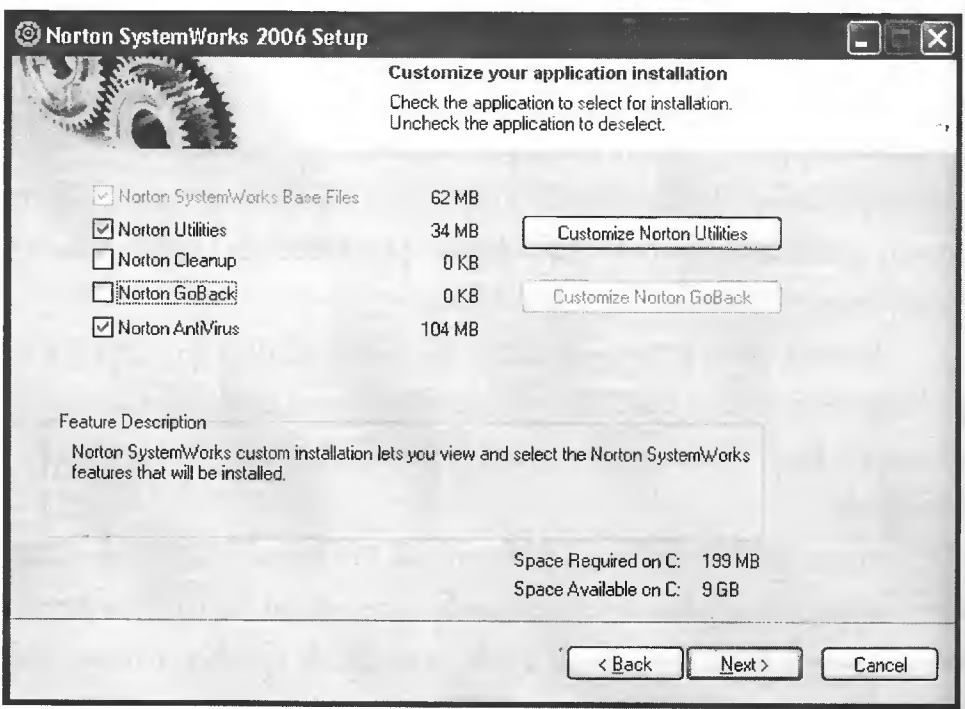 Norton SystemWorks 2006 Setup
Customize your application installation
Check the application to select for installation.
Uncheck the application to deselect.
Norton SystemWorks Base Files 62 MB
Norton Utilities 34 MB Customize Norton Utilities
Norton Cleanup 0 KB
Norton GoBack 0 KB Customize Norton GoBack
Norton AntiVirus 104 MB
Feature Description
Norton SystemWorks custom installation lets you view and select the Norton SystemWorks
features that will be installed.
Space Required on C: 199 MB
Space Available on C: 9 GB
< Back Next > Cancel